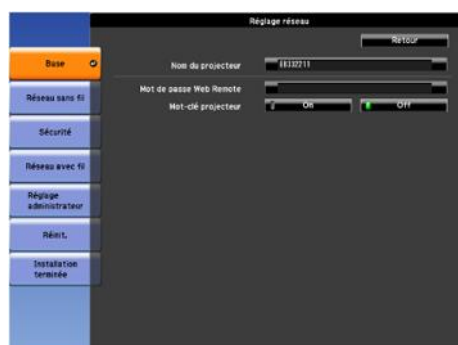 Réglage réseau
Retour
Base
Nom du projecteur
Mot de passe Web Remote
Réseau sans fil
Mot-clé projecteur
On
Off
Sécurité
Réseau avec fil
Réglage
administrateur
Réinit.
Installation
terminée